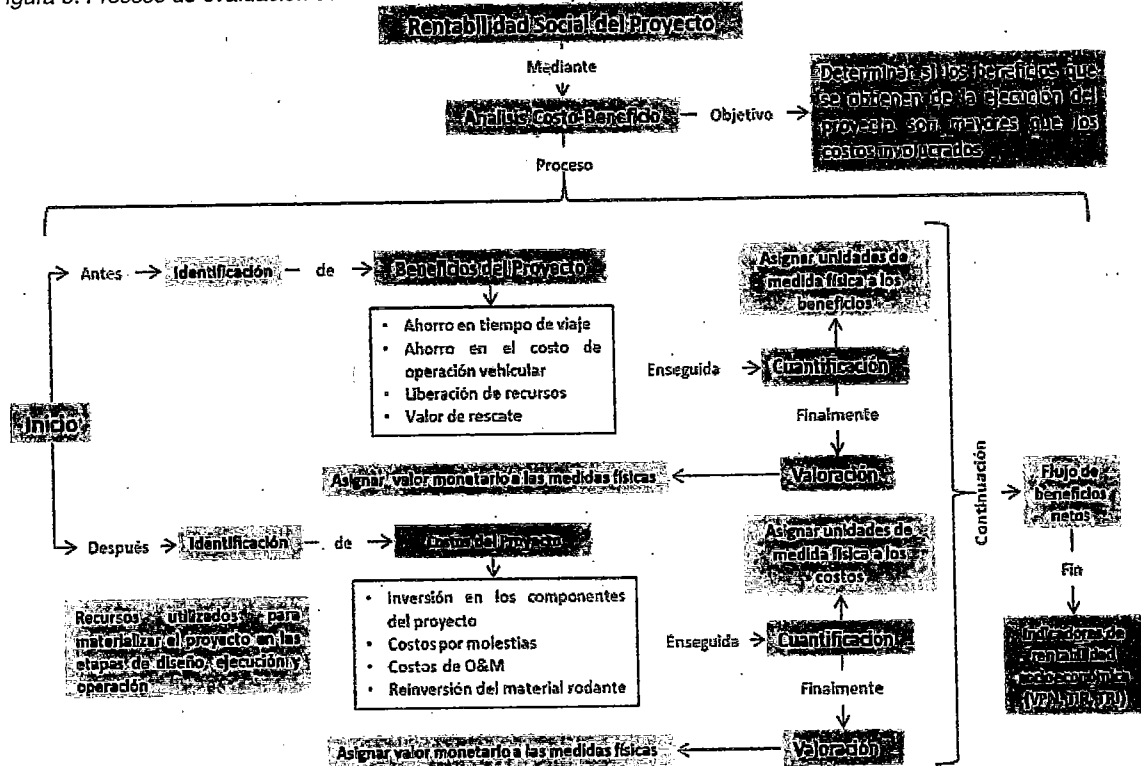 Rentabilidad Social del Proyecto
Mediante
Análisis Costo-Beneficio
Objetivo
Determinar si los beneficios que
se obtienen de la ejecución del
proyecto son mayores que los
costos involucrados
Proceso
Inicio
Antes
Identificación
de
Beneficios del Proyecto
• Ahorro en tiempo de viaje
• Ahorro en el costo de
operación vehicular
• Liberación de recursos
• Valor de rescate
Enseguida
Cuantificación
Asignar unidades de
medida física a los
beneficios
Finalmente
Valoración
Asignar valor monetario a las medidas físicas
Después
Identificación
de
Costos del Proyecto
Recursos utilizados para
materializar el proyecto en las
etapas de diseño, ejecución y
operación
• Inversión en los componentes
del proyecto
• Costos por molestias
• Costos de O&M
• Reinversión del material rodante
Enseguida
Cuantificación
Asignar unidades de
medida física a los
costos
Finalmente
Valoración
Asignar valor monetario a las medidas físicas
Continuación
Flujo de
beneficios
netos
Fin
Indicadores de
rentabilidad
socioeconómica
(VPN, TIR, TRI)